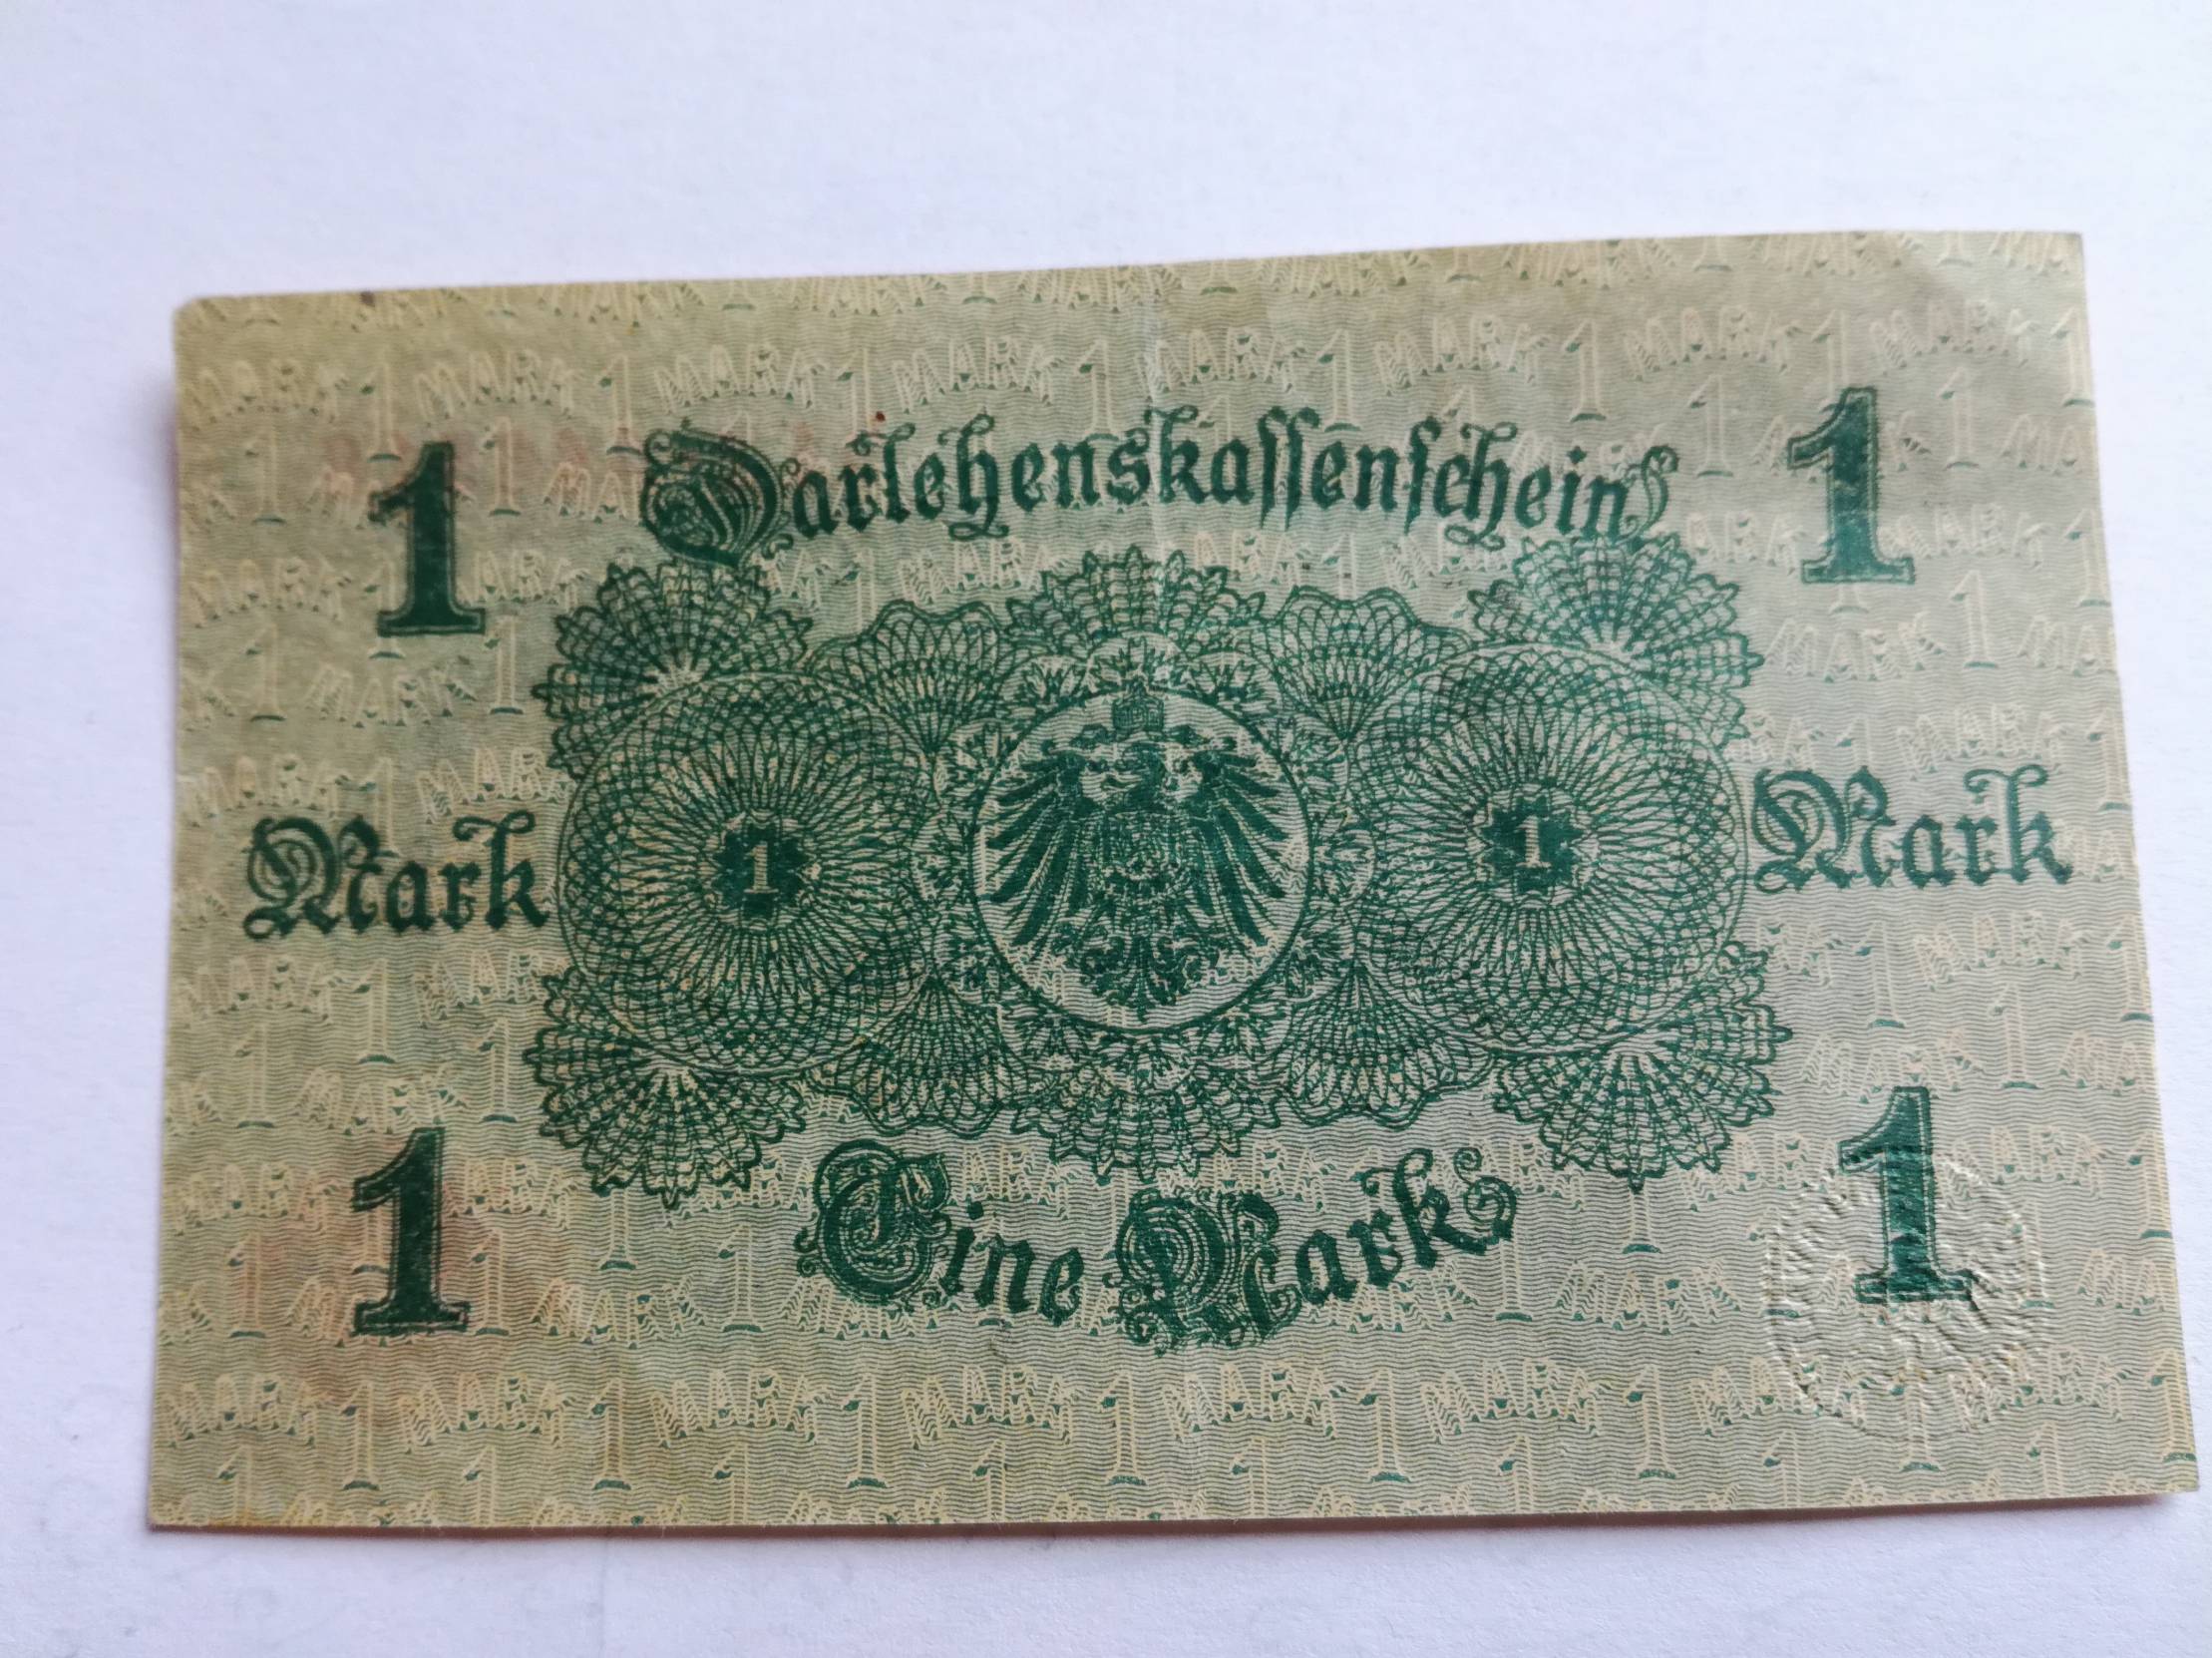 Darlehenskassenschein
1 1
Mark 1 1 Mark
1 1
Eine Mark